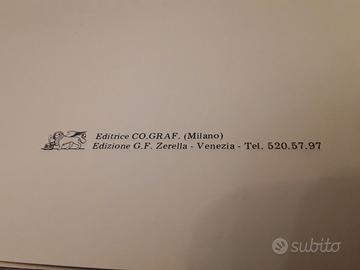 Editrice CO.GRAF. (Milano)
Edizione G.F. Zerella - Venezia - Tel. 520.57.97
subito